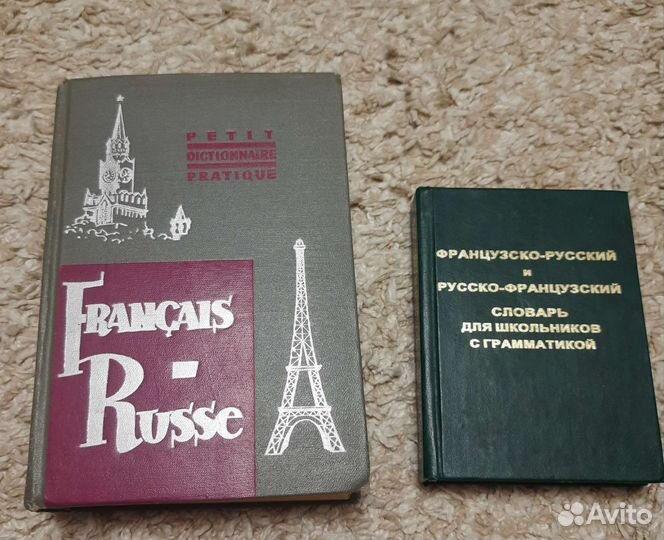 PETIT
DICTIONNAIRE
PRATIQUE
FRANÇAIS
-
RUSSE
ФРАНЦУЗСКО-РУССКИЙ
и
РУССКО-ФРАНЦУЗСКИЙ
СЛОВАРЬ
ДЛЯ ШКОЛЬНИКОВ
С ГРАММАТИКОЙ
Avito